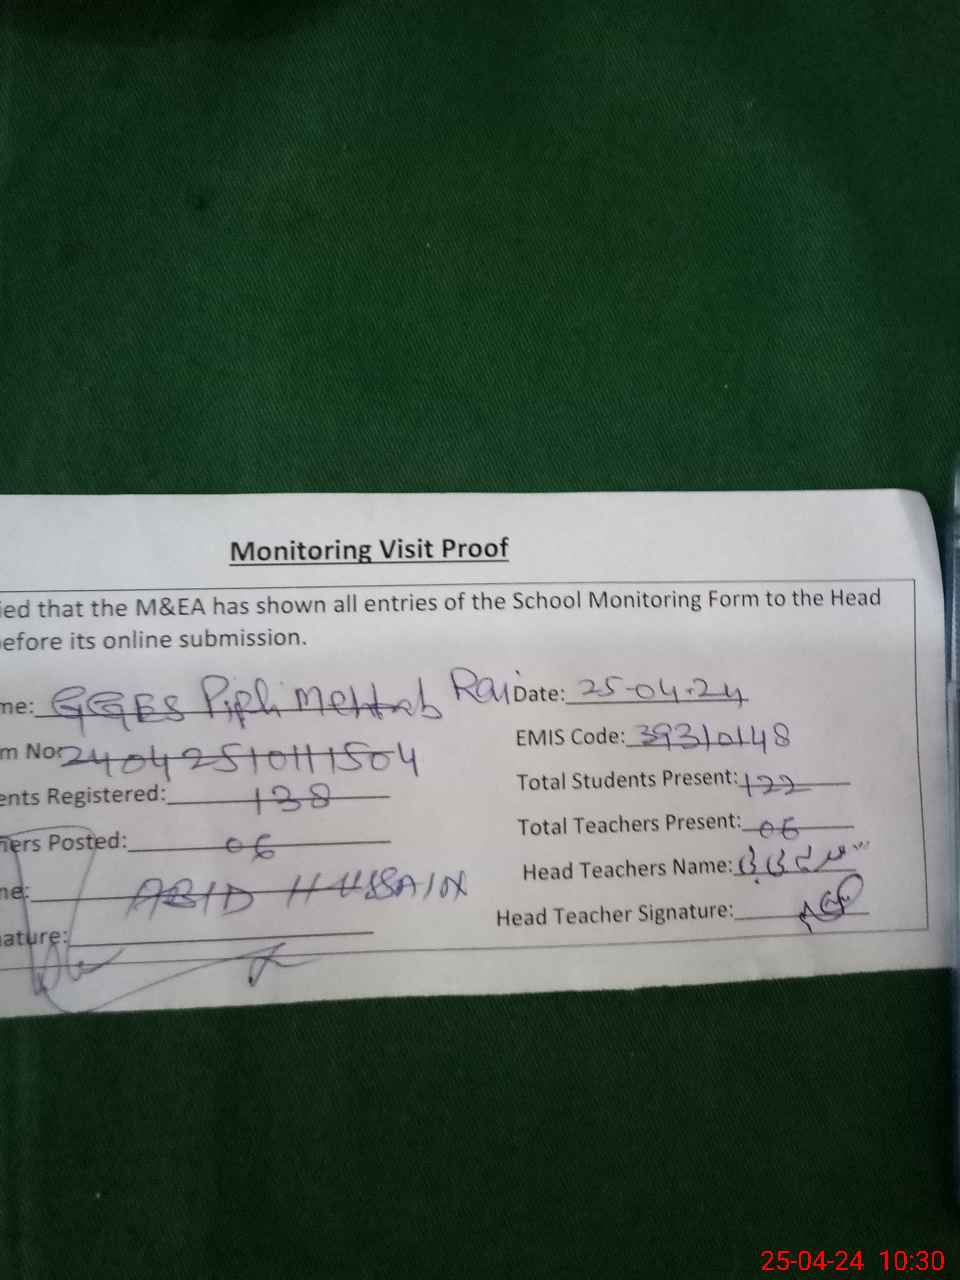 Monitoring Visit Proof
ied that the M&EA has shown all entries of the School Monitoring Form to the Head
efore its online submission.
me: GGES Pipli Mehtab Rai Date: 25-04-24
m No: 24042510111504 EMIS Code: 39310148
ents Registered: 138 Total Students Present: 122
ers Posted: 06 Total Teachers Present: 06
me: ABID HUSSAIN Head Teachers Name:
ature: Head Teacher Signature:
25-04-24 10:30